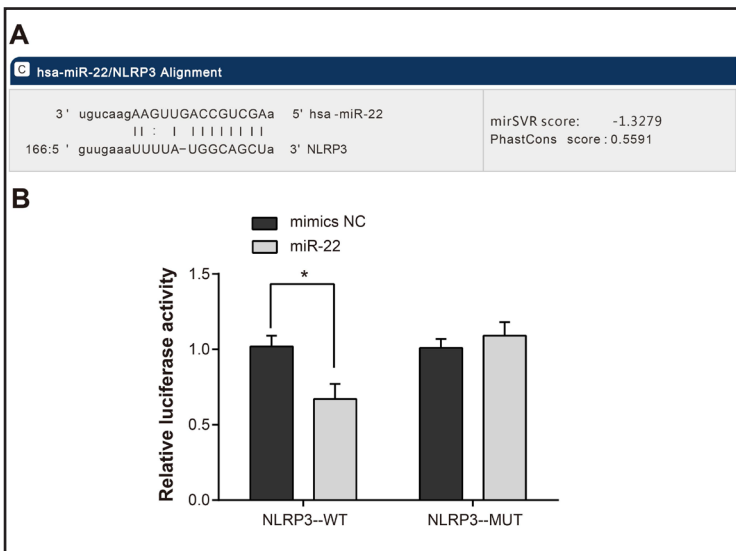 A
C hsa-miR-22/NLRP3 Alignment
3' ugucaagAAGUUGACCGUCGAa 5' hsa-miR-22
|| : | ||||||||
166:5 ' guugaaaUUUUA-UGGCAGCUa 3' NLRP3
mirSVR score: -1.3279
PhastCons score : 0.5591
B
mimics NC
miR-22
*
Relative luciferase activity
1.5
1.0
0.5
0.0
NLRP3--WT NLRP3--MUT